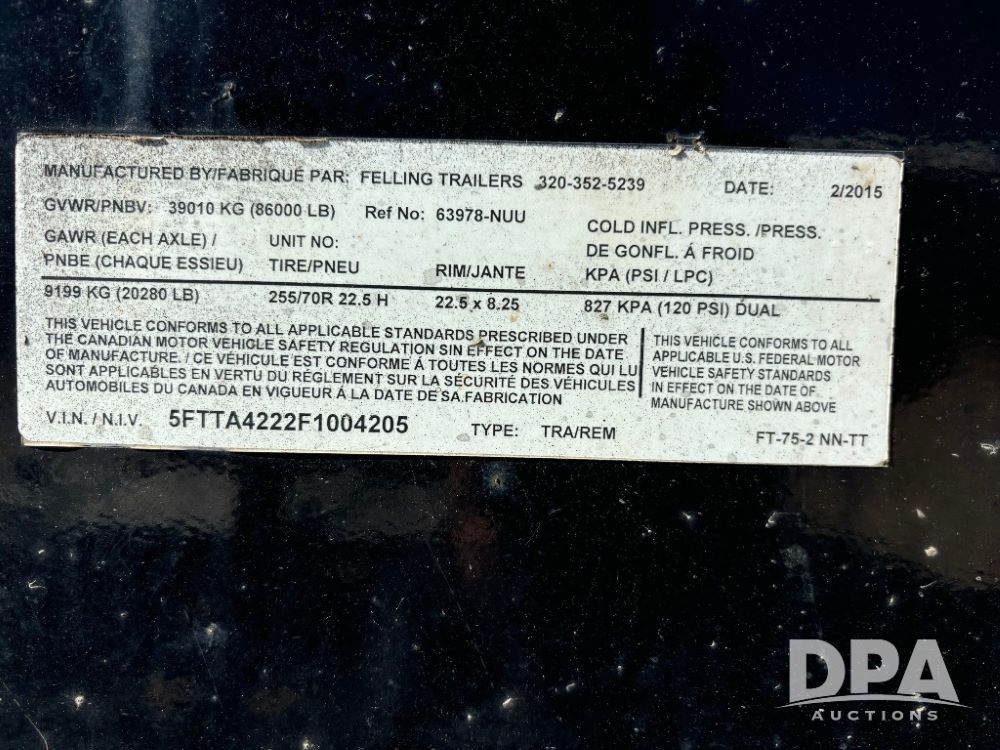 MANUFACTURED BY/FABRIQUÉ PAR: FELLING TRAILERS 320-352-5239 DATE: 2/2015
GVWR/PNBV: 39010 KG (86000 LB) Ref No: 63978-NUU
COLD INFL. PRESS. /PRESS.
GAWR (EACH AXLE) / UNIT NO:
DE GONFL. Á FROID
PNBE (CHAQUE ESSIEU) TIRE/PNEU RIM/JANTE KPA (PSI / LPC)
9199 KG (20280 LB) 255/70R 22.5 H 22.5 x 8.25 827 KPA (120 PSI) DUAL
THIS VEHICLE CONFORMS TO ALL APPLICABLE STANDARDS PRESCRIBED UNDER
THE CANADIAN MOTOR VEHICLE SAFETY REGULATION SIN EFFECT ON THE DATE
OF MANUFACTURE. / CE VÉHICULE EST CONFORME Á TOUTES LES NORMES QUI LU
SONT APPLICABLES EN VERTU DU RÉGLEMENT SUR LA SÉCURITÉ DES VÉHICULES
AUTOMOBILES DU CANADA EN VIGUEUR Á LA DATE DE SA.FABRICATION
THIS VEHICLE CONFORMS TO ALL
APPLICABLE U.S. FEDERAL MOTOR
VEHICLE SAFETY STANDARDS
IN EFFECT ON THE DATE OF
MANUFACTURE SHOWN ABOVE
V.I.N. / N.I.V. 5FTTA4222F1004205 TYPE: TRA/REM FT-75-2 NN-TT
DPA
AUCTIONS